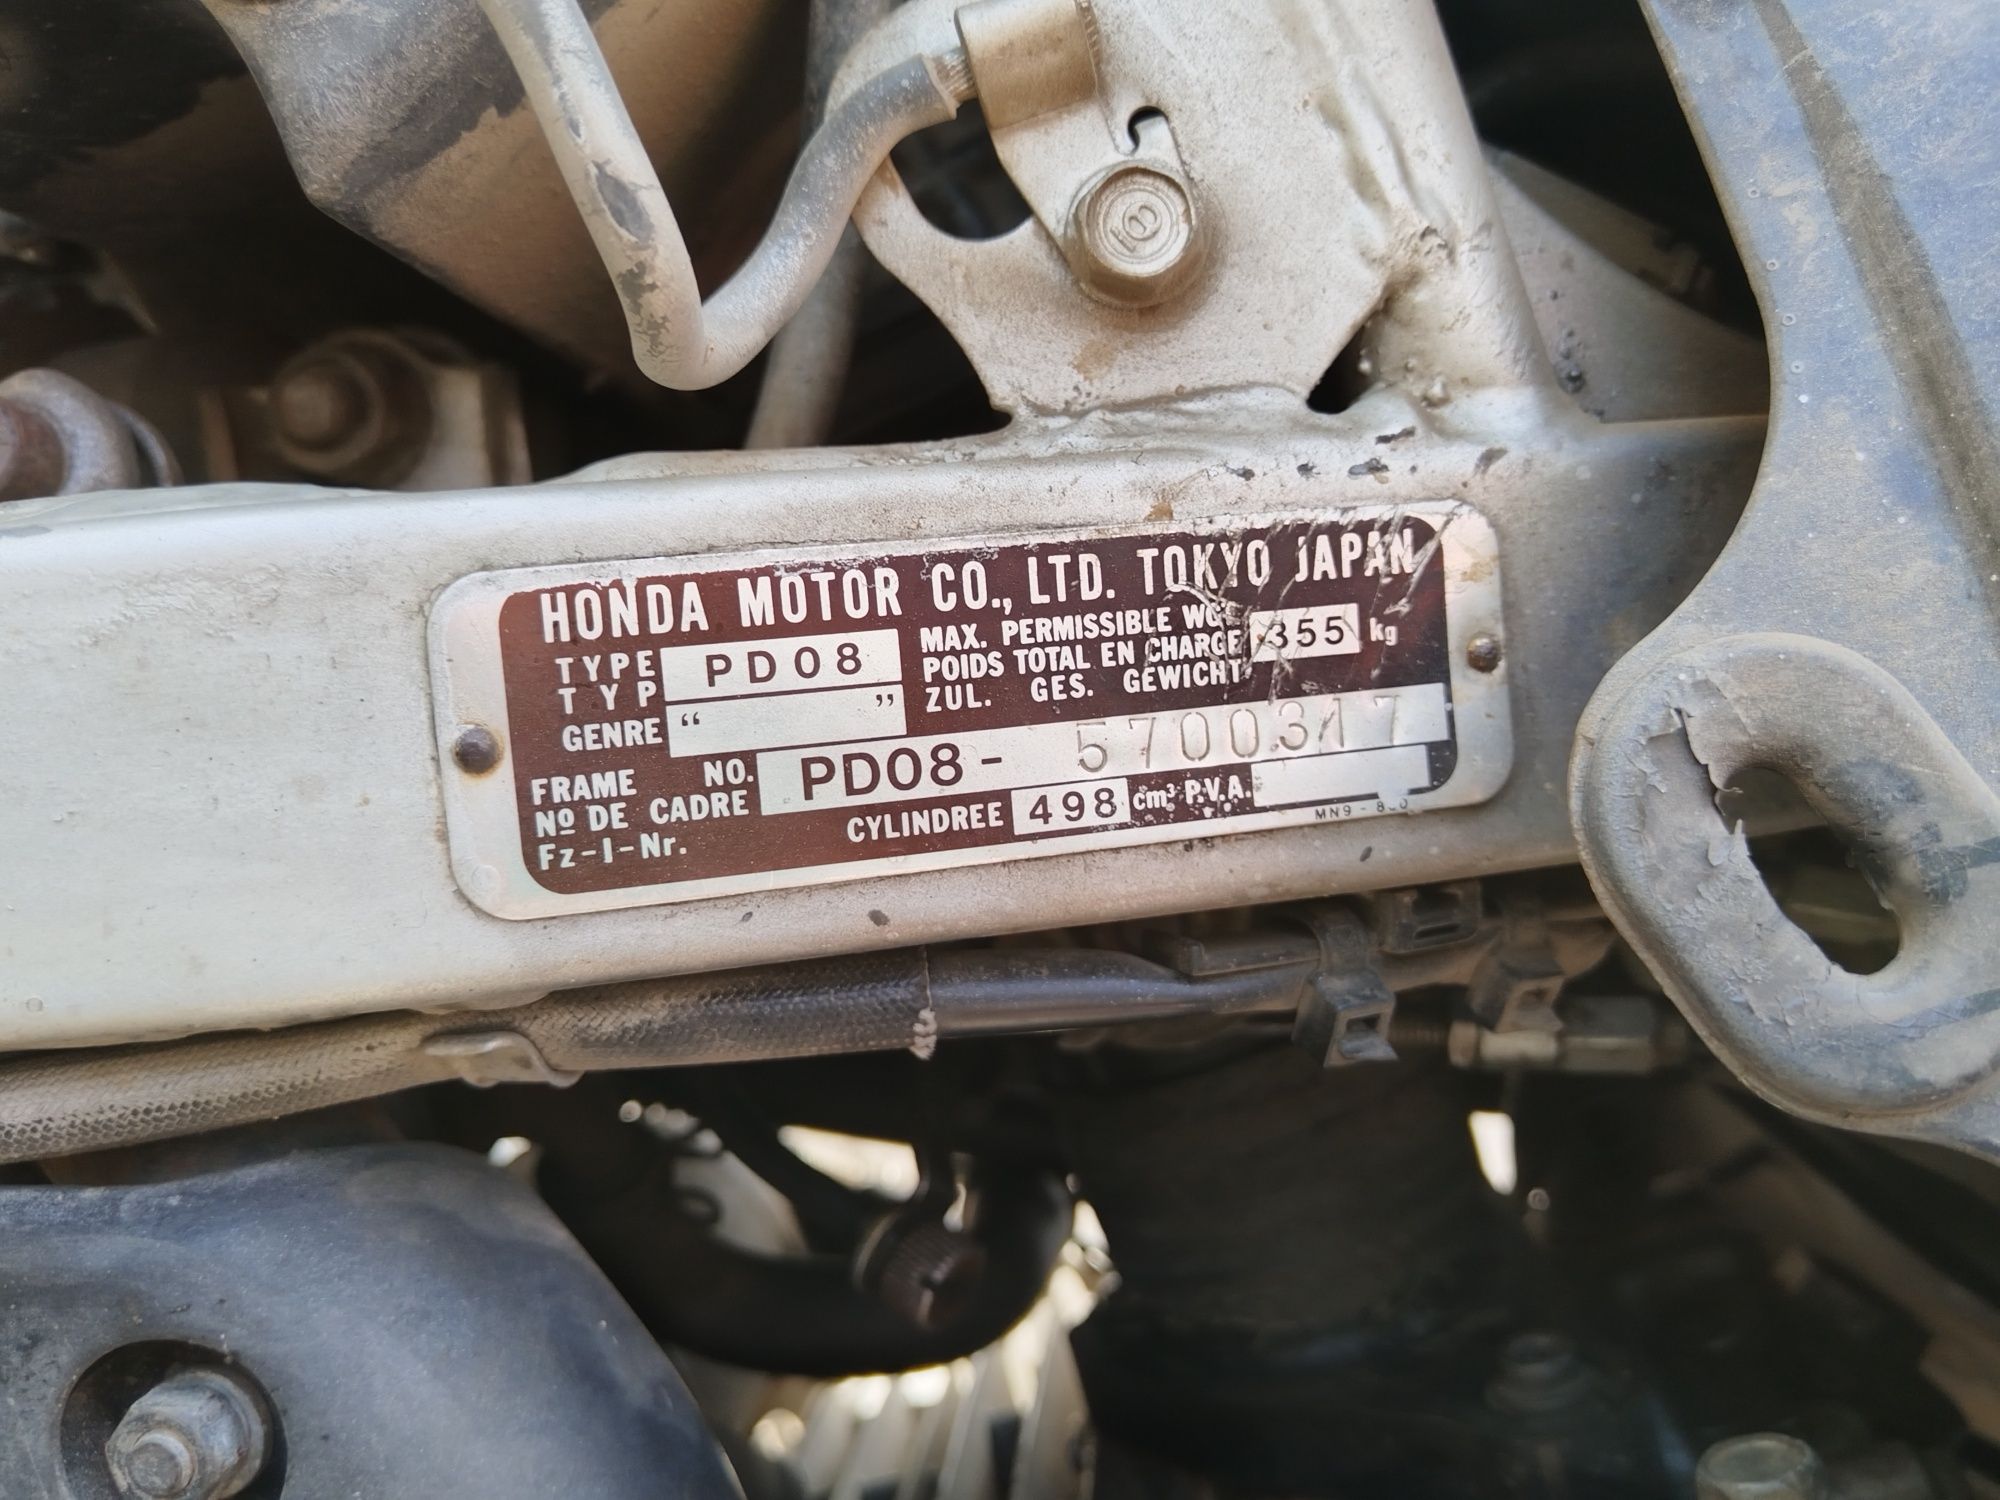 HONDA MOTOR CO., LTD. TOKYO JAPAN
TYPE
TYP
PD08
GENRE " "
MAX. PERMISSIBLE
POIDS TOTAL EN CHARGE
ZUL. GES. GEWICHT
355 kg
FRAME NO.
Nº DE CADRE
Fz-I-Nr.
PD08- 5700317
CYLINDREE 498 cm³ P.V.A.
8